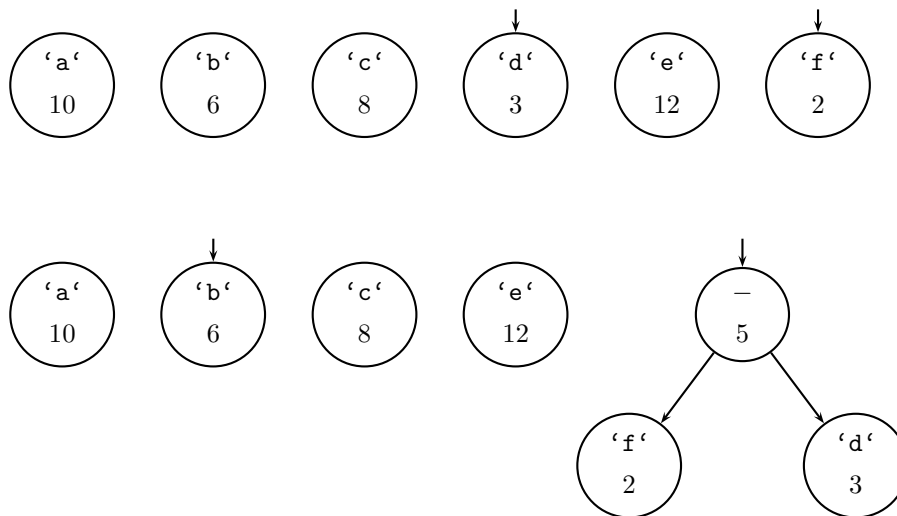 ‘a‘ ‘b‘ ‘c‘ ‘d‘ ‘e‘ ‘f‘
10 6 8 3 12 2
‘a‘ ‘b‘ ‘c‘ ‘e‘ −
10 6 8 12 5
‘f‘ ‘d‘
2 3